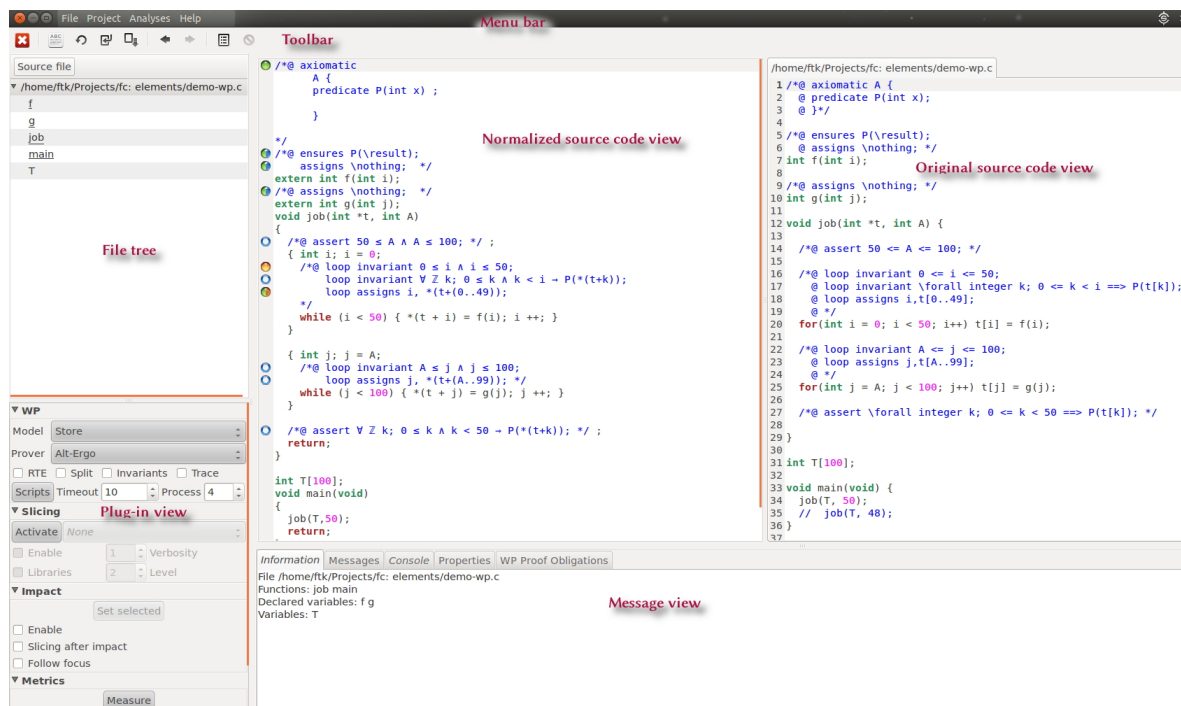 File Project Analyses Help
Menu bar
Toolbar
Source file
/home/ftk/Projects/fc: elements/demo-wp.c
f
g
job
main
T
File tree
WP
Model Store
Prover Alt-Ergo
RTE Split Invariants Trace
Scripts Timeout 10 Process 4
Slicing
Plug-in view
Activate None
Enable 1 Verbosity
Libraries 2 Level
Impact
Set selected
Enable
Slicing after impact
Follow focus
Metrics
Measure
/*@ axiomatic
A {
predicate P(int x) ;
}
*/
Normalized source code view
/*@ ensures P(\result);
assigns \nothing; */
extern int f(int i);
/*@ assigns \nothing; */
extern int g(int j);
void job(int *t, int A)
{
/*@ assert 50 ≤ A ∧ A ≤ 100; */ ;
{ int i; i = 0;
/*@ loop invariant 0 ≤ i ∧ i ≤ 50;
loop invariant ∀ ℤ k; 0 ≤ k ∧ k < i → P(*(t+k));
loop assigns i, *(t+(0..49));
*/
while (i < 50) { *(t + i) = f(i); i ++; }
}
{ int j; j = A;
/*@ loop invariant A ≤ j ∧ j ≤ 100;
loop assigns j, *(t+(A..99)); */
while (j < 100) { *(t + j) = g(j); j ++; }
}
/*@ assert ∀ ℤ k; 0 ≤ k ∧ k < 50 → P(*(t+k)); */ ;
return;
}
int T[100];
void main(void)
{
job(T,50);
return;
/home/ftk/Projects/fc: elements/demo-wp.c
1 /*@ axiomatic A {
2 @ predicate P(int x);
3 @ }*/
4
5 /*@ ensures P(\result);
6 @ assigns \nothing; */
7 int f(int i);
Original source code view
8
9 /*@ assigns \nothing; */
10 int g(int j);
11
12 void job(int *t, int A) {
13
14 /*@ assert 50 <= A <= 100; */
15
16 /*@ loop invariant 0 <= i <= 50;
17 @ loop invariant \forall integer k; 0 <= k < i ==> P(t[k]);
18 @ loop assigns i,t[0..49];
19 @ */
20 for(int i = 0; i < 50; i++) t[i] = f(i);
21
22 /*@ loop invariant A <= j <= 100;
23 @ loop assigns j,t[A..99];
24 @ */
25 for(int j = A; j < 100; j++) t[j] = g(j);
26
27 /*@ assert \forall integer k; 0 <= k < 50 ==> P(t[k]); */
28
29 }
30
31 int T[100];
32
33 void main(void) {
34 job(T, 50);
35 // job(T, 48);
36 }
37
Information Messages Console Properties WP Proof Obligations
File /home/ftk/Projects/fc: elements/demo-wp.c
Functions: job main
Declared variables: f g
Variables: T
Message view